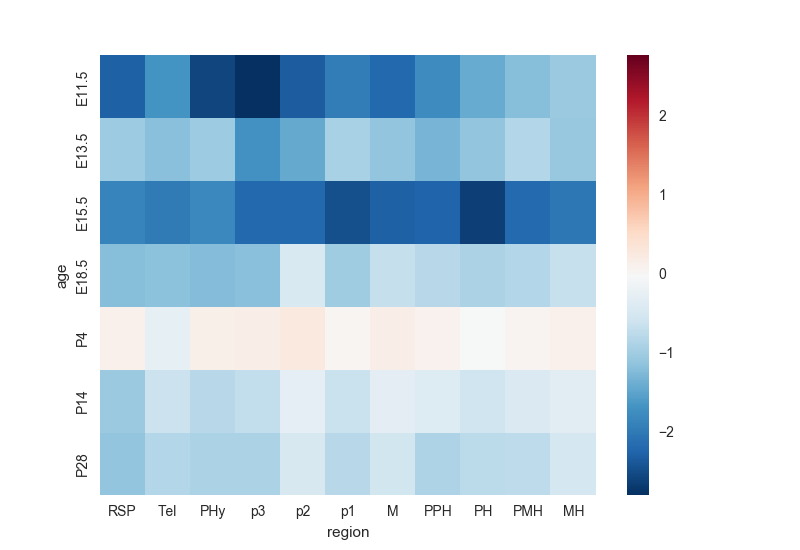 E11.5
E13.5
E15.5
E18.5
P4
P14
P28
age
RSP Tel PHy p3 p2 p1 M PPH PH PMH MH
region
2
1
0
−1
−2